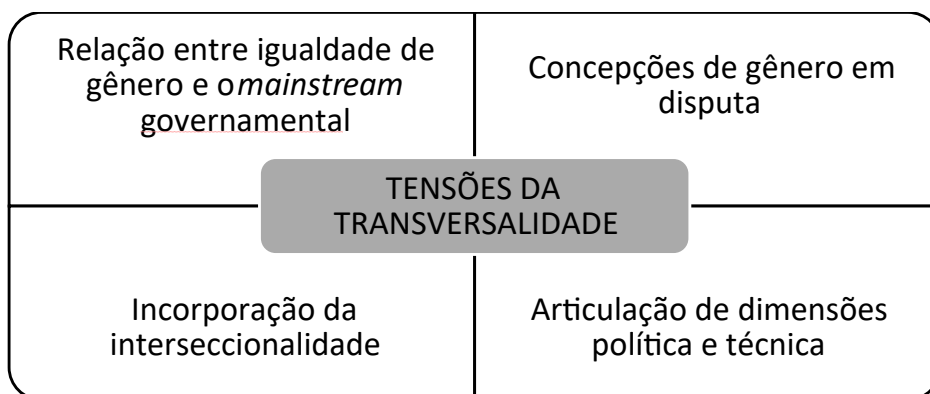 Relação entre igualdade de
gênero e o mainstream
governamental
Concepções de gênero em
disputa
TENSÕES DA
TRANSVERSALIDADE
Incorporação da
interseccionalidade
Articulação de dimensões
política e técnica